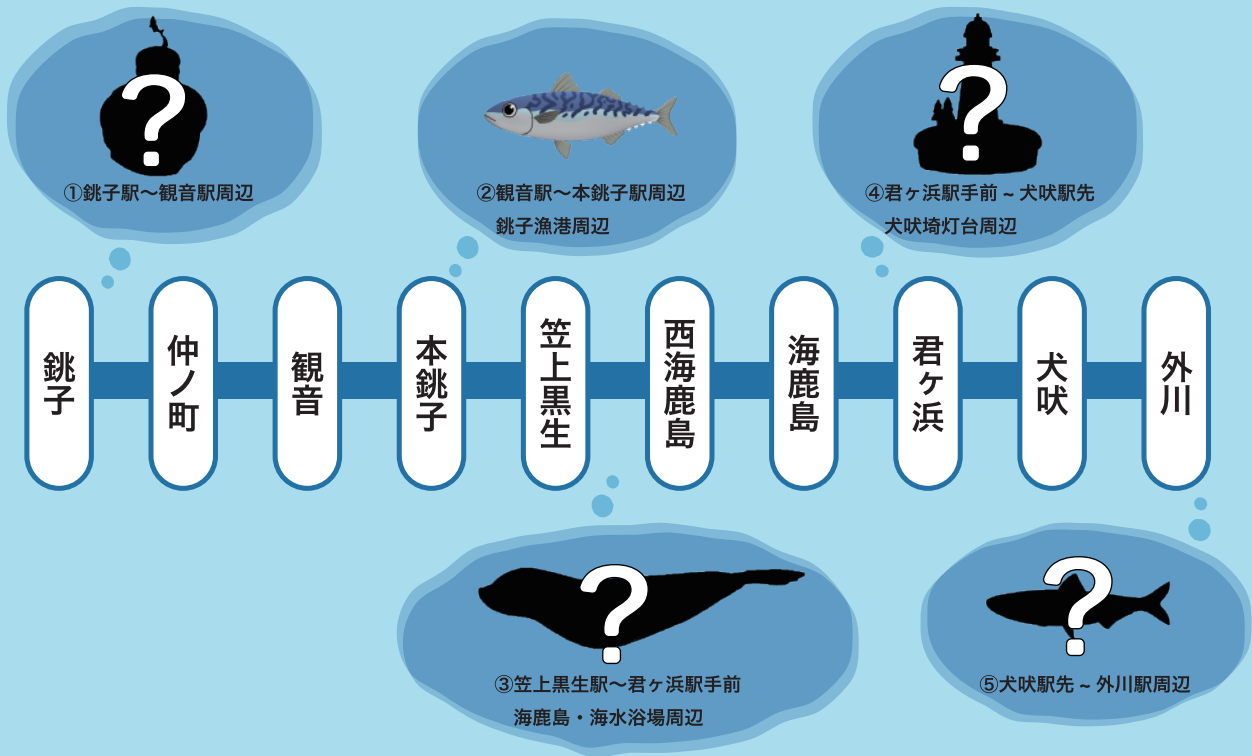 ?
①銚子駅～観音駅周辺
②観音駅～本銚子駅周辺
銚子漁港周辺
?
④君ヶ浜駅手前 ~ 犬吠駅先
犬吠埼灯台周辺
銚子
仲ノ町
観音
本銚子
笠上黒生
西海鹿島
海鹿島
君ヶ浜
犬吠
外川
?
③笠上黒生駅～君ヶ浜駅手前
海鹿島・海水浴場周辺
?
⑤犬吠駅先 ~ 外川駅周辺